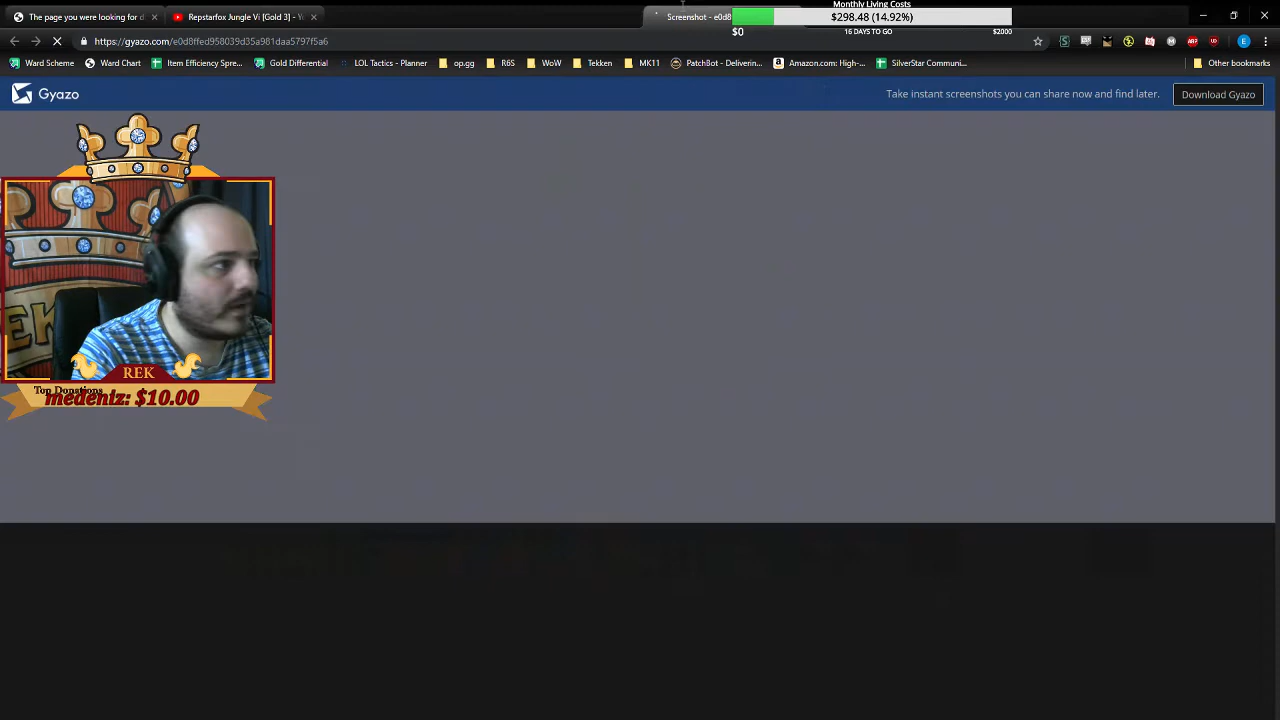 Monthly Living Costs
The page you were looking for d
Repstarfox Jungle Vi [Gold 3] -
Screenshot - e0d8
$298.48 (14.92%)
$0
16 DAYS TO GO
$2000
https://gyazo.com/e0d8ffed958039d35a981daa5797f5a6
Ward Scheme
Ward Chart
Item Efficiency Spre...
Gold Differential
LOL Tactics - Planner
op.gg
R6S
WoW
Tekken
MK11
PatchBot - Deliverin...
Amazon.com: High-...
SilverStar Communi...
Other bookmarks
Gyazo
Take instant screenshots you can share now and find later.
Download Gyazo
REK
Top Donations
medeniz: $10.00